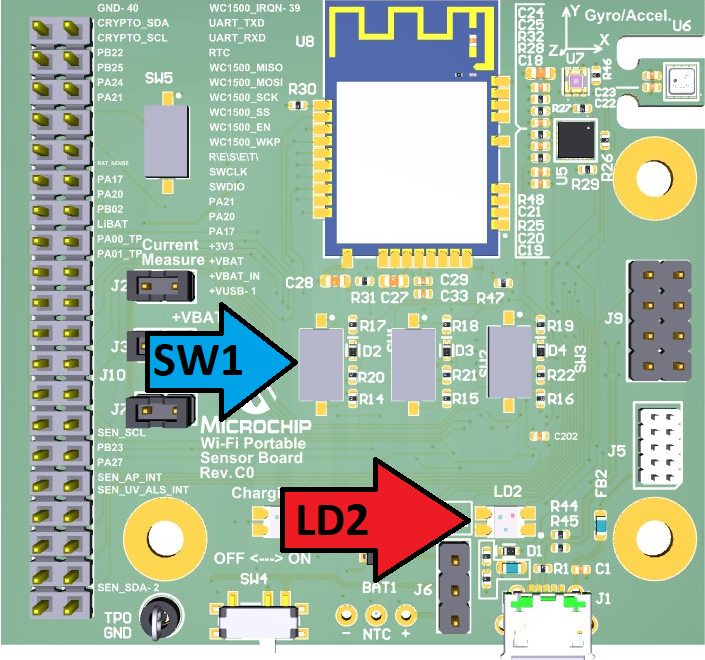 GND- 40
CRYPTO_SDA
CRYPTO_SCL
PB22
PB25
PA24
PA21
BAT_SENSE
PA17
PA20
PB02
LiBAT
PA00_TP
PA01_TP
SEN_SCL
PB23
PA27
SEN_AP_INT
SEN_UV_ALS_INT
SEN_SDA- 2
WC1500_IRQN- 39
UART_TXD
UART_RXD
RTC
WC1500_MISO
WC1500_MOSI
WC1500_SCK
WC1500_SS
WC1500_EN
WC1500_WKP
R\E\S\E\T\
SWCLK
SWDIO
PA21
PA20
PA17
+3V3
+VBAT
+VBAT_IN
+VUSB- 1
SW5
U8
R30
C24
C25
R32
R28
C18
Y
X
Z
Gyro/Accel.
U6
U7
R46
C23
C22
R27
U5
R26
R29
R48
C21
R25
C20
C19
Current
Measure
J2
+VBAT
J3
J10
J7
C28
R31
C27
C29
C33
R47
SW1
R17
D2
R20
R14
R18
D3
R21
R15
SW2
R19
D4
R22
R16
SW3
J9
MICROCHIP
Wi-Fi Portable
Sensor Board
Rev. C0
C202
J5
FB2
Chargi
LD2
LD2
R44
R45
OFF <---> ON
SW4
BAT1
J6
D1
R1
C1
J1
TP0
GND
- NTC +